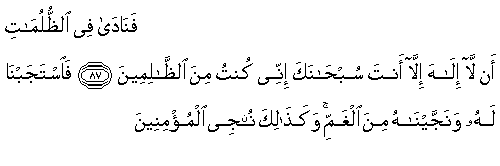 فَنَادَىٰ فِى ٱلظُّلُمَـٰتِ
أَن لَّآ إِلَـٰهَ إِلَّآ أَنتَ سُبْحَـٰنَكَ إِنِّى كُنتُ مِنَ ٱلظَّـٰلِمِينَ ۝٨٧ فَٱسْتَجَبْنَا
لَهُۥ وَنَجَّيْنَـٰهُ مِنَ ٱلْغَمِّ ۚ وَكَذَٰلِكَ نُـۨجِى ٱلْمُؤْمِنِينَ